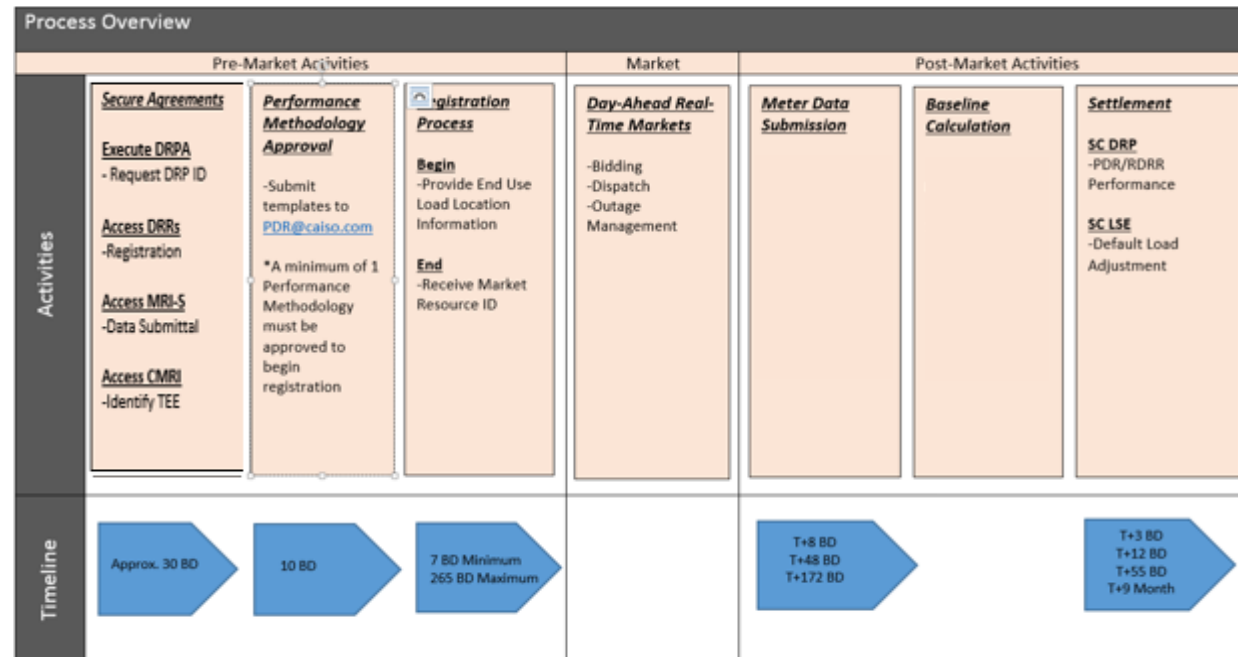 Process Overview
Pre-Market Activities
Market
Post-Market Activities
Activities
Secure Agreements
Execute DRPA
- Request DRP ID
Access DRRs
-Registration
Access MRI-S
-Data Submittal
Access CMRI
-Identify TEE
Performance
Methodology
Approval
-Submit
templates to
PDR@caiso.com
*A minimum of 1
Performance
Methodology
must be
approved to
begin
registration
gistration
Process
Begin
-Provide End Use
Load Location
Information
End
-Receive Market
Resource ID
Day-Ahead Real-
Time Markets
-Bidding
-Dispatch
-Outage
Management
Meter Data
Submission
Baseline
Calculation
Settlement
SC DRP
-PDR/RDRR
Performance
SC LSE
-Default Load
Adjustment
Timeline
Approx. 30 BD
10 BD
7 BD Minimum
265 BD Maximum
T+8 BD
T+48 BD
T+172 BD
T+3 BD
T+12 BD
T+55 BD
T+9 Month